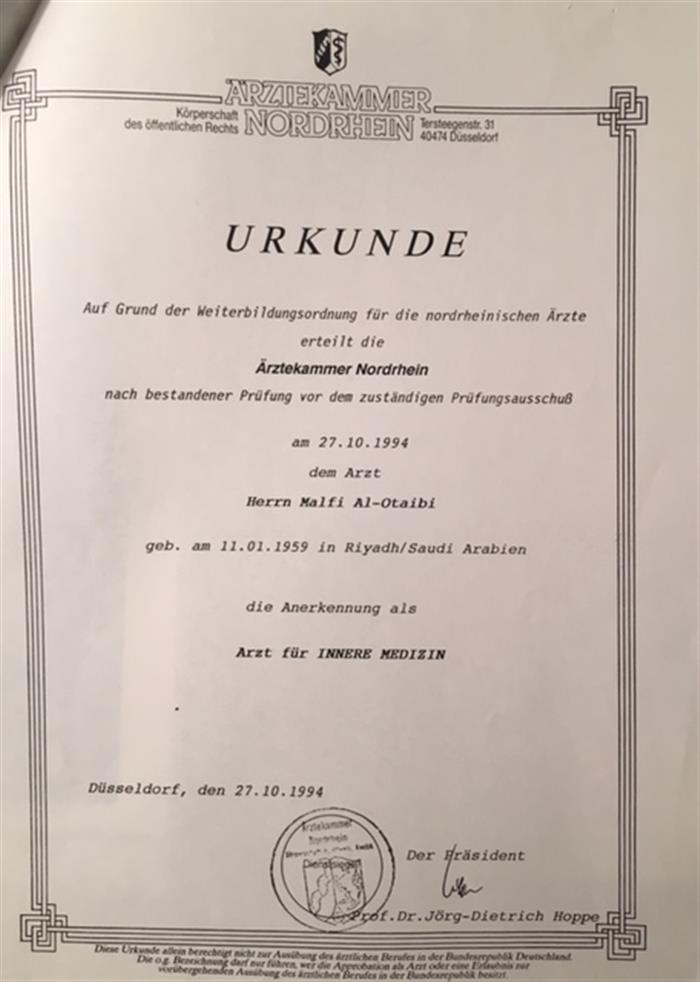 ÄRZTEKAMMER
NORDRHEIN
Körperschaft
des öffentlichen Rechts
Tersteegenstr. 31
40474 Düsseldorf
URKUNDE
Auf Grund der Weiterbildungsordnung für die nordrheinischen Ärzte
erteilt die
Ärztekammer Nordrhein
nach bestandener Prüfung vor dem zuständigen Prüfungsausschuß
am 27.10.1994
dem Arzt
Herrn Malfi Al-Otaibi
geb. am 11.01.1959 in Riyadh/Saudi Arabien
die Anerkennung als
Arzt für INNERE MEDIZIN
Düsseldorf, den 27.10.1994
Ärztekammer
Nordrhein
Dienstsiegel
Der Präsident
Prof.Dr.Jörg-Dietrich Hoppe
Diese Urkunde allein berechtigt nicht zur Ausübung des ärztlichen Berufes in der Bundesrepublik Deutschland.
Die o.g. Bezeichnung darf nur führen, wer die Approbation als Arzt oder eine Erlaubnis zur
vorübergehenden Ausübung des ärztlichen Berufes in der Bundesrepublik besitzt.